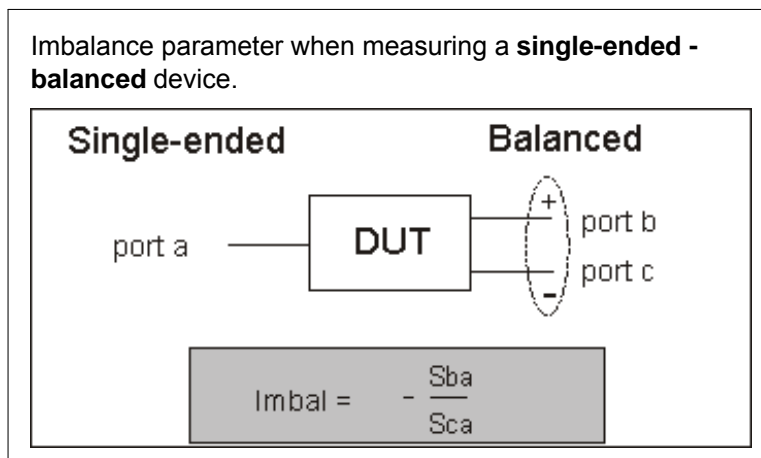 Imbalance parameter when measuring a single-ended -
balanced device.
Single-ended Balanced
+
port b
port a DUT
port c
-
Sba
Imbal = - ―
Sca